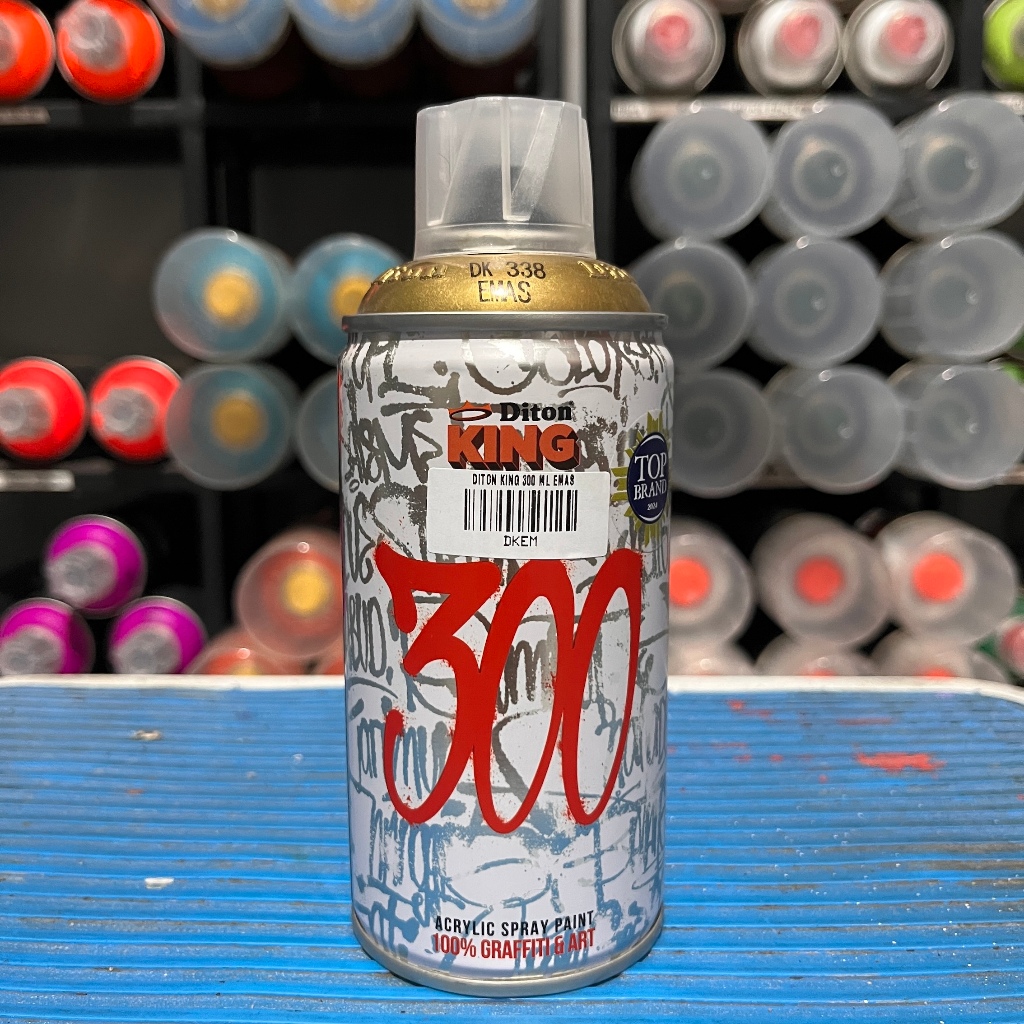 DK 338
EMAS
Diton
KING
DITON KING 300 ML EMAS
DKEM
TOP
BRAND
2024
300
ACRYLIC SPRAY PAINT
100% GRAFFITI & ART